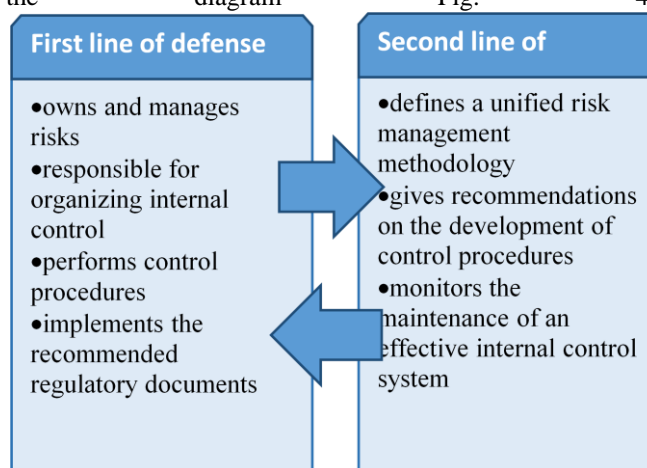 the diagram Fig. 4
First line of defense
•owns and manages
risks
•responsible for
organizing internal
control
•performs control
procedures
•implements the
recommended
regulatory documents
Second line of
•defines a unified risk
management
methodology
•gives recommendations
on the development of
control procedures
•monitors the
maintenance of an
effective internal control
system